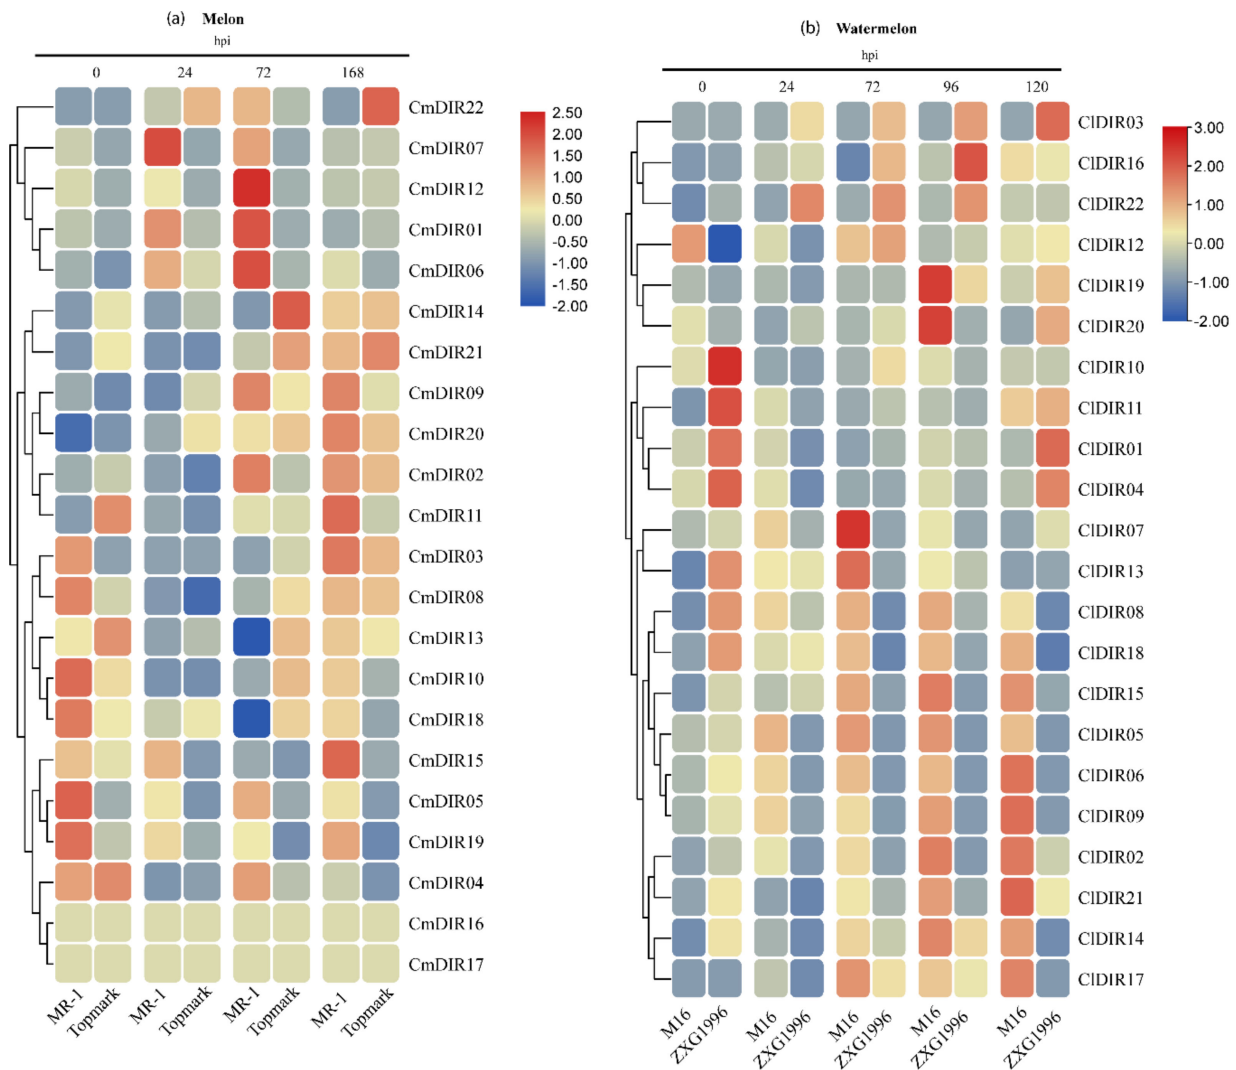 (a) Melon
hpi
0 24 72 168
CmDIR22
CmDIR07
CmDIR12
CmDIR01
CmDIR06
CmDIR14
CmDIR21
CmDIR09
CmDIR20
CmDIR02
CmDIR11
CmDIR03
CmDIR08
CmDIR13
CmDIR10
CmDIR18
CmDIR15
CmDIR05
CmDIR19
CmDIR04
CmDIR16
CmDIR17
MR-1 Topmark MR-1 Topmark MR-1 Topmark MR-1 Topmark
2.50
2.00
1.50
1.00
0.50
0.00
-0.50
-1.00
-1.50
-2.00
(b) Watermelon
hpi
0 24 72 96 120
ClDIR03
ClDIR16
ClDIR22
ClDIR12
ClDIR19
ClDIR20
ClDIR10
ClDIR11
ClDIR01
ClDIR04
ClDIR07
ClDIR13
ClDIR08
ClDIR18
ClDIR15
ClDIR05
ClDIR06
ClDIR09
ClDIR02
ClDIR21
ClDIR14
ClDIR17
M16 ZXG1996 M16 ZXG1996 M16 ZXG1996 M16 ZXG1996 M16 ZXG1996
3.00
2.00
1.00
0.00
-1.00
-2.00